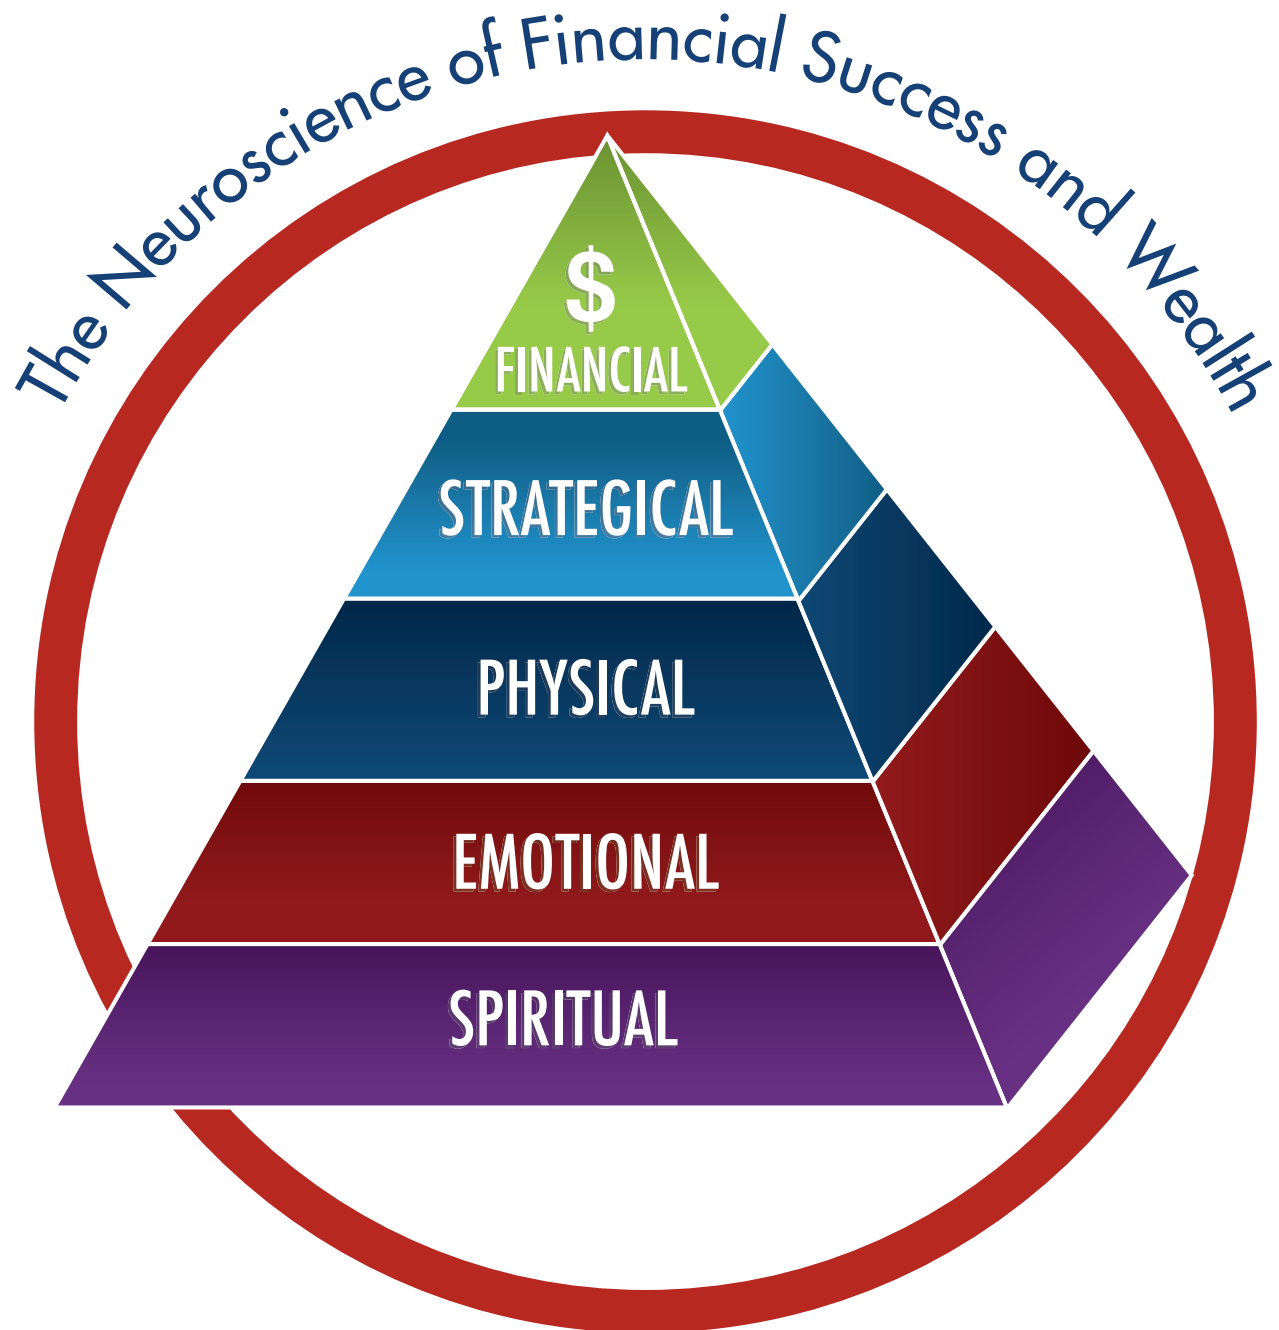 The Neuroscience of Financial Success and Wealth
$
FINANCIAL
STRATEGICAL
PHYSICAL
EMOTIONAL
SPIRITUAL